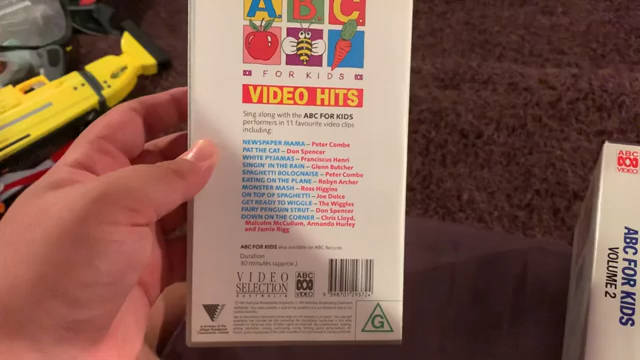 A B C
FOR KIDS
VIDEO HITS
Sing along with the ABC FOR KIDS
performers in 11 favourite video clips
including:
NEWSPAPER MAMA – Peter Combe
PAT THE CAT – Don Spencer
WHITE PYJAMAS – Franciscus Henri
SINGIN' IN THE RAIN – Glenn Butcher
SPAGHETTI BOLOGNAISE – Peter Combe
EATING ON THE PLANE – Robyn Archer
MONSTER MASH – Ross Higgins
ON TOP OF SPAGHETTI – Joe Dolce
GET READY TO WIGGLE – The Wiggles
FAIRY PENGUIN STRUT – Don Spencer
DOWN ON THE CORNER – Chris Lloyd,
Malcolm McCallum, Armando Hurley
and Jamie Rigg
ABC FOR KIDS also available on ABC Records
Duration:
30 minutes (approx.)
VIDEO
SELECTION
AUSTRALIA
ABC
VIDEO
G
ABC
VIDEO
ABC FOR KIDS
VOLUME 2